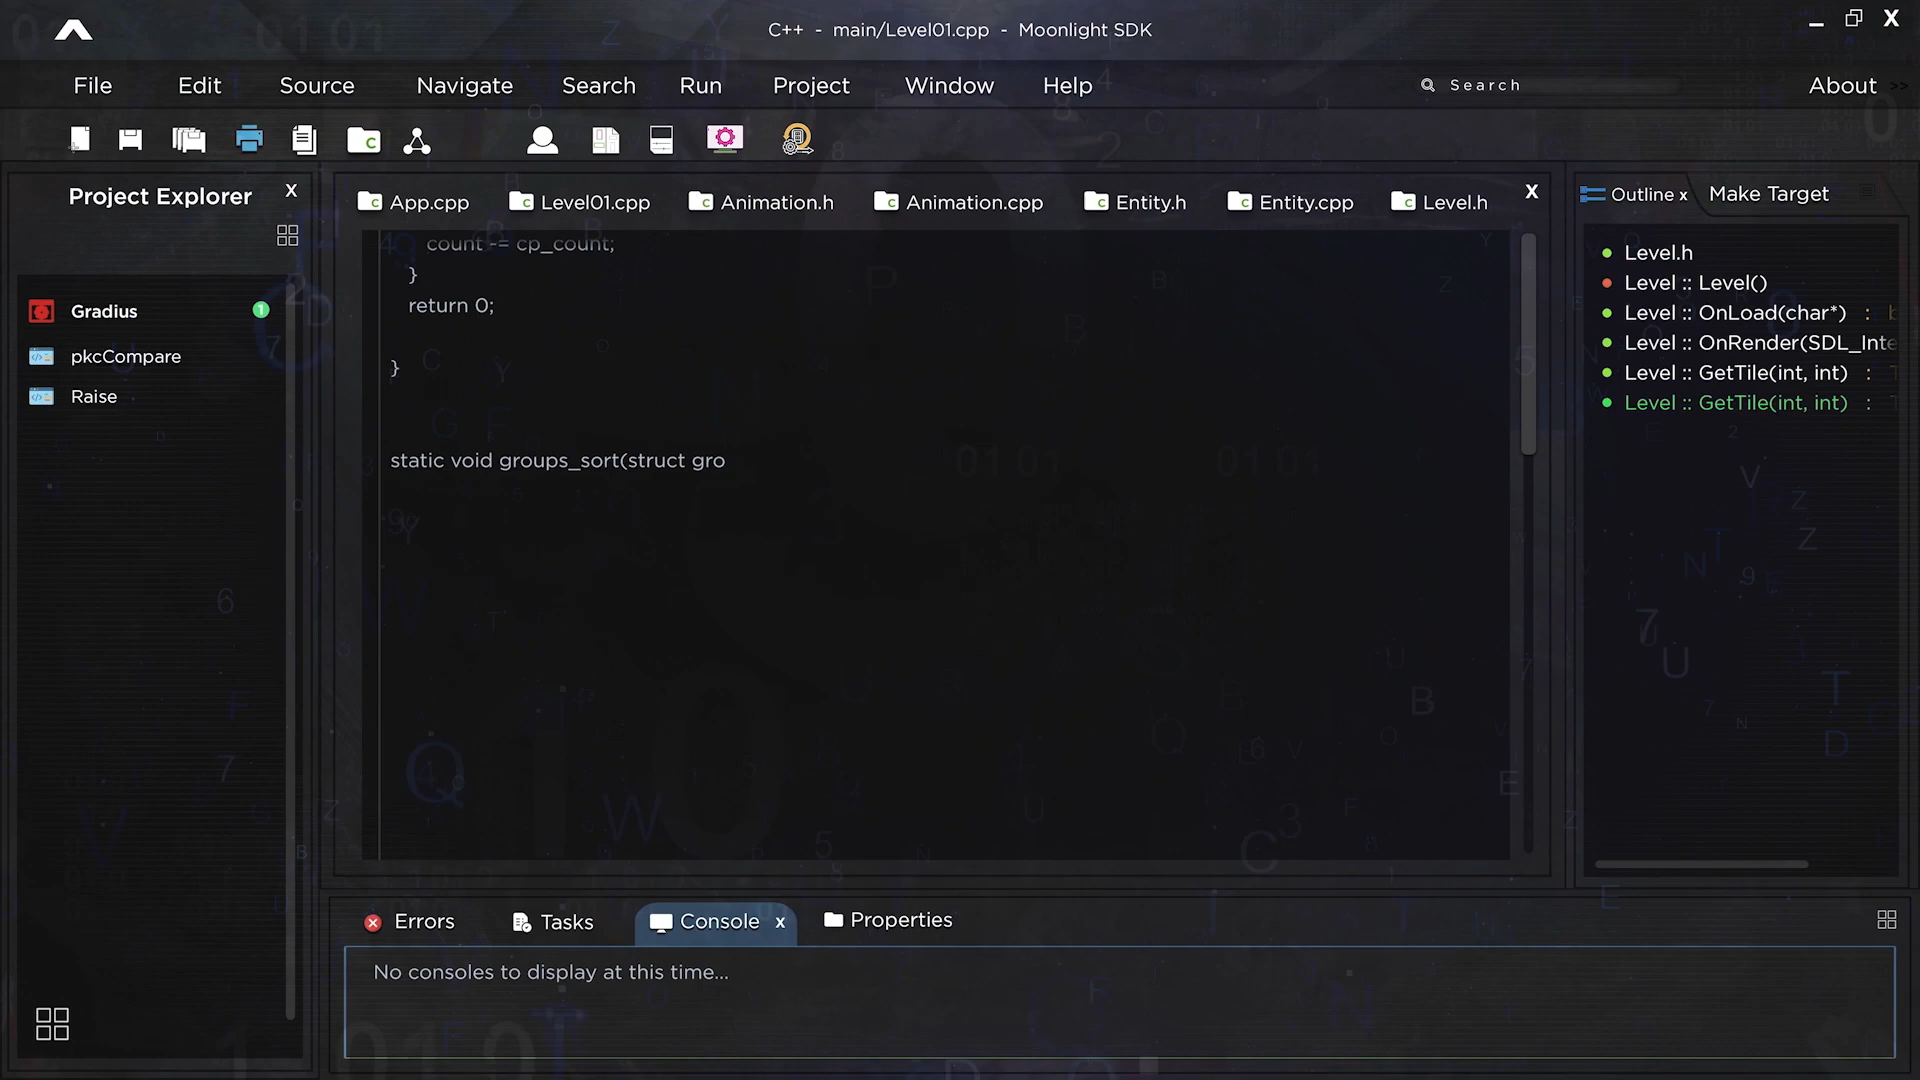 C++ - main/Level01.cpp - Moonlight SDK
X
File Edit Source Navigate Search Run Project Window Help
Search
About >>
Project Explorer X
Gradius 1
pkcCompare
Raise
App.cpp Level01.cpp Animation.h Animation.cpp Entity.h Entity.cpp Level.h X
count -= cp_count;
}
return 0;
}
static void groups_sort(struct gro
Outline x Make Target
Level.h
Level :: Level()
Level :: OnLoad(char*) :
Level :: OnRender(SDL_Inte
Level :: GetTile(int, int) :
Level :: GetTile(int, int) :
Errors Tasks Console x Properties
No consoles to display at this time...